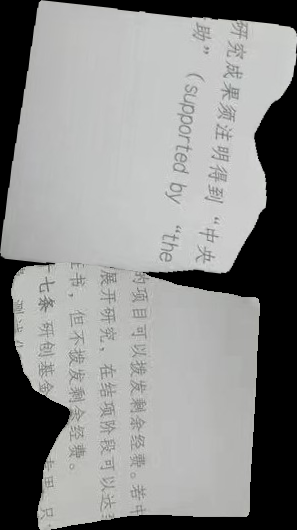 研究成果须注明得到“中央
助”（supported by “the
的项目可以拨发剩余经费。若中
展开研究，在结项阶段可以达
书，但不拨发剩余经费。
十七条 研创基金